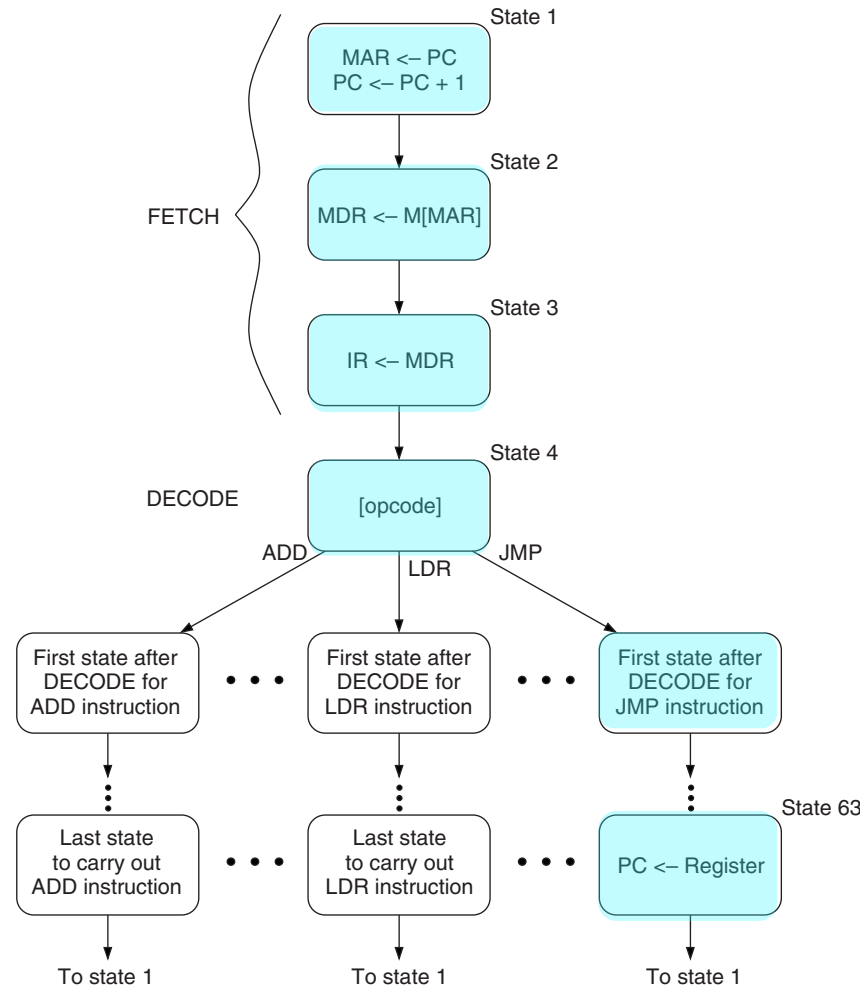 State 1
MAR <– PC
PC <– PC + 1
State 2
FETCH
MDR <– M[MAR]
State 3
IR <– MDR
State 4
DECODE
[opcode]
ADD
LDR
JMP
First state after
DECODE for
ADD instruction
First state after
DECODE for
LDR instruction
First state after
DECODE for
JMP instruction
State 63
Last state
to carry out
ADD instruction
Last state
to carry out
LDR instruction
PC <– Register
To state 1
To state 1
To state 1